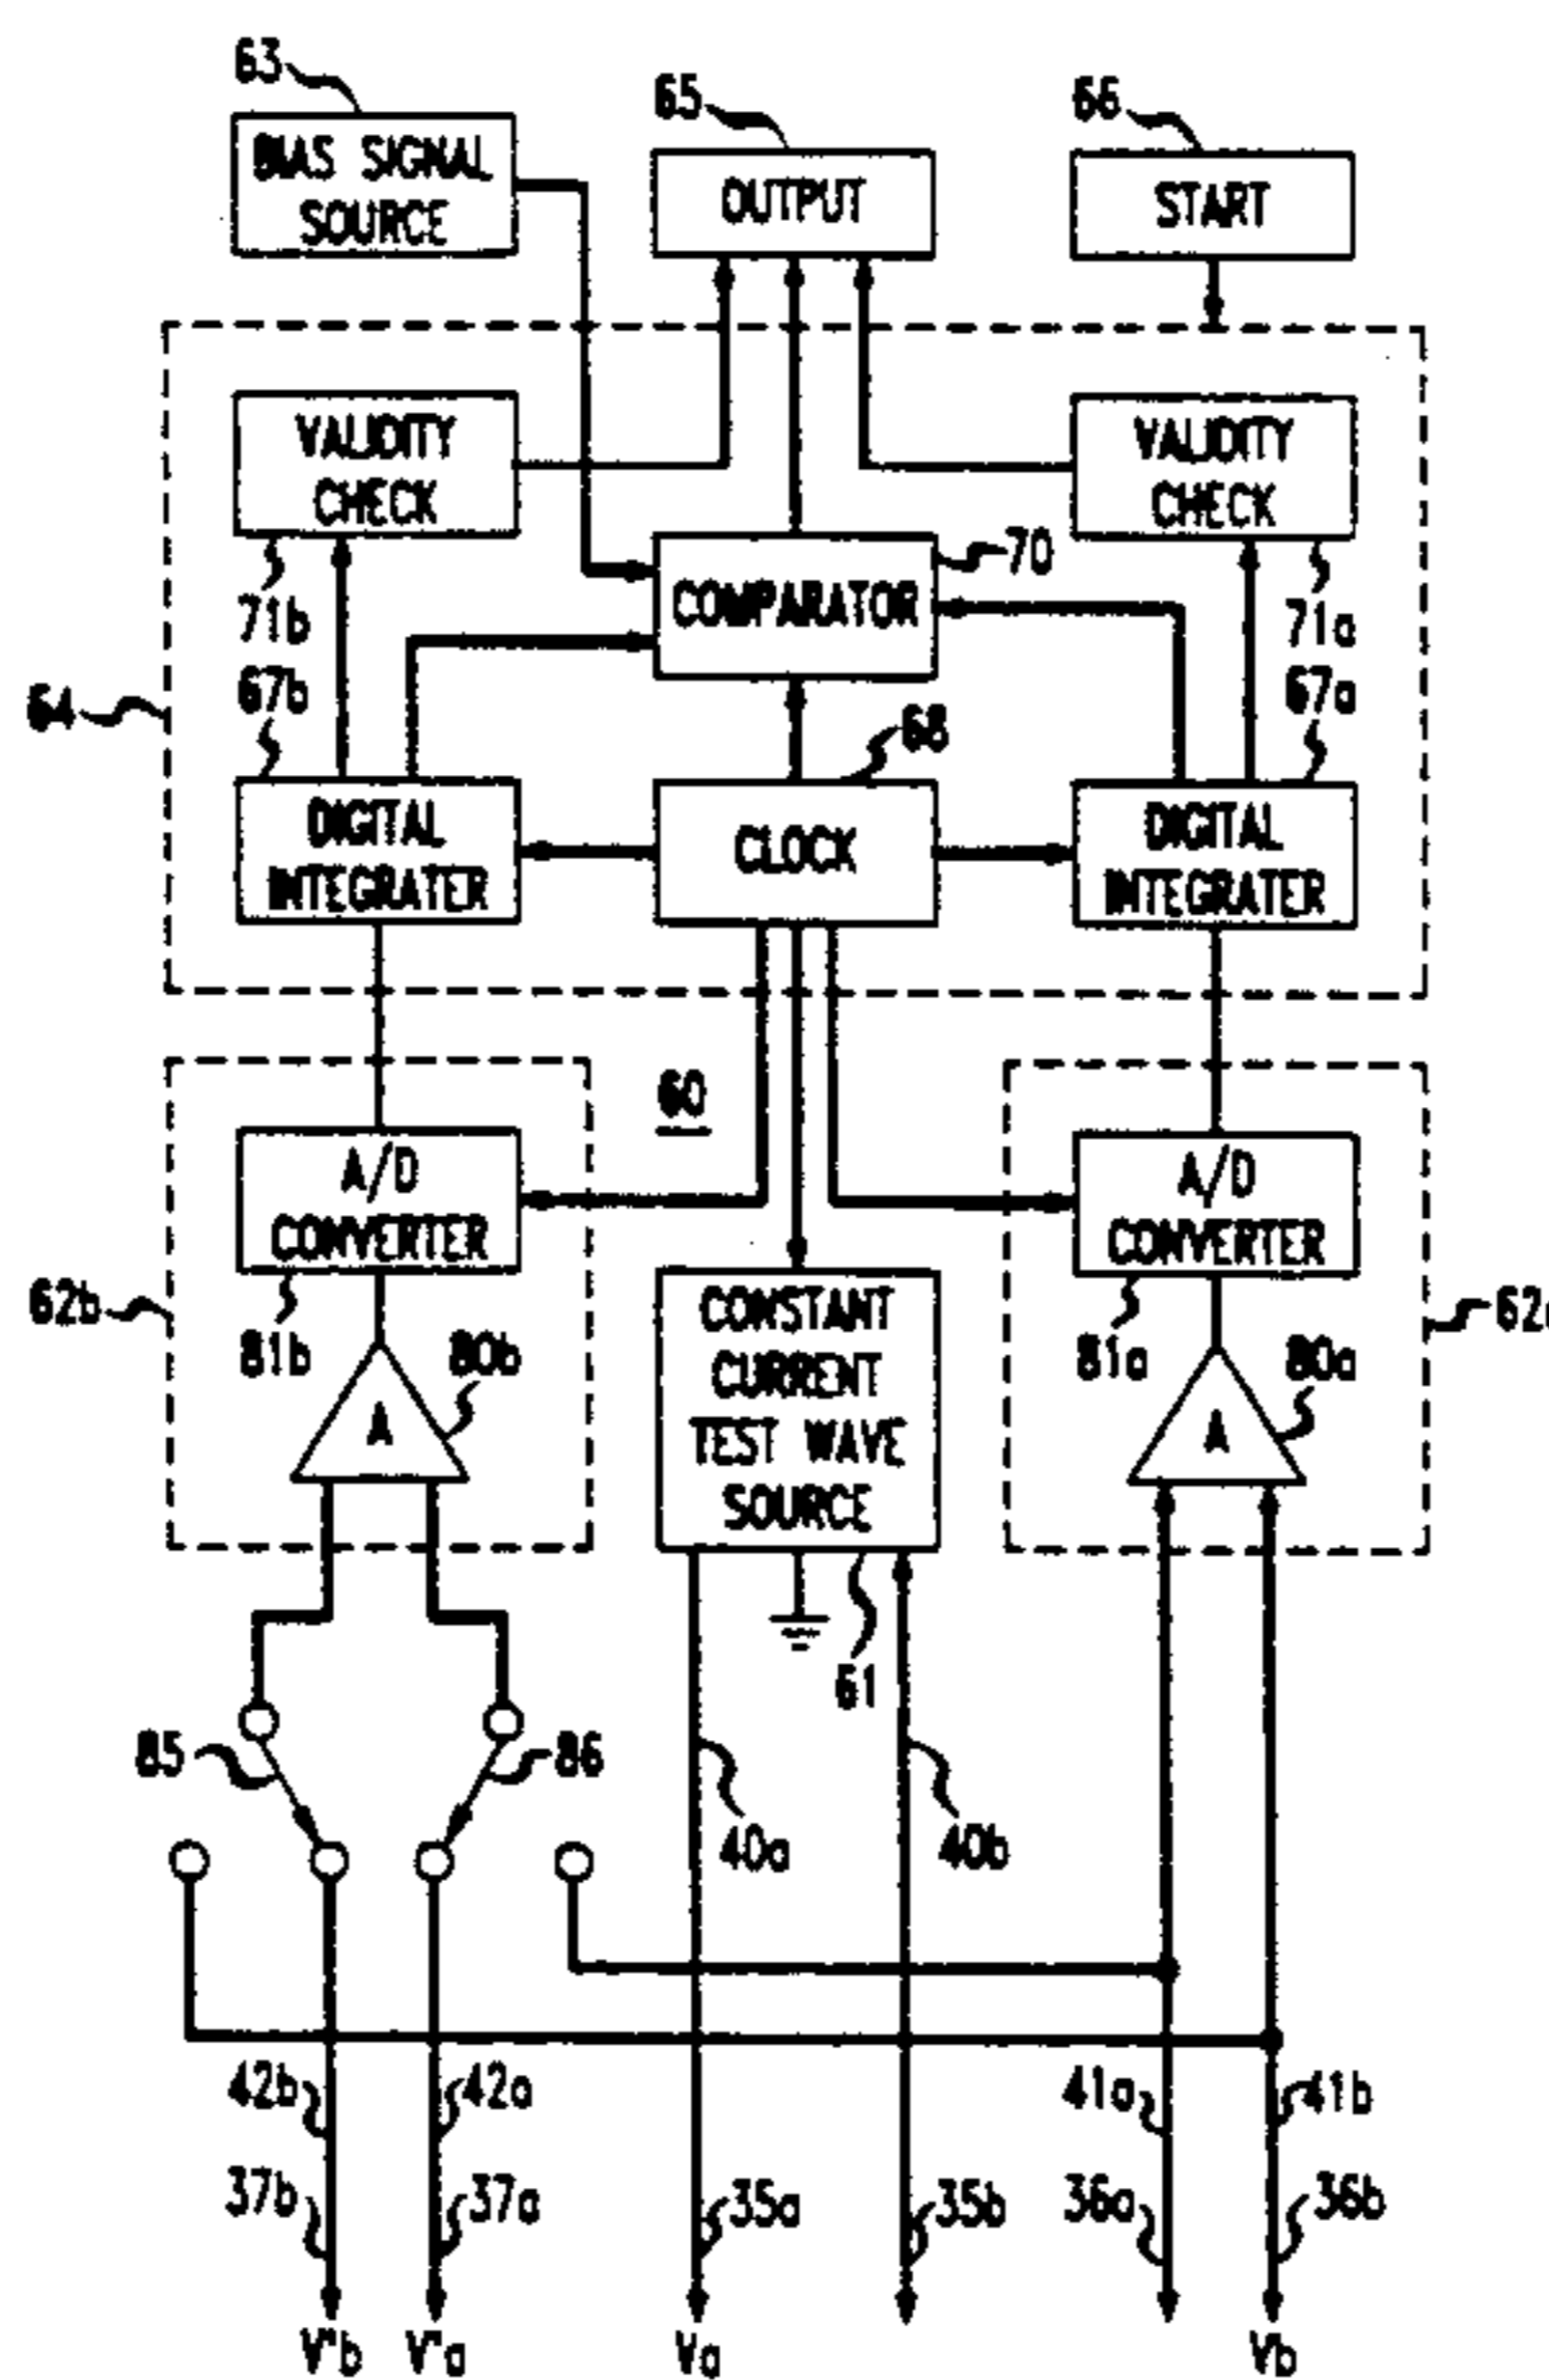 63
65
66
BIAS SIGNAL
SOURCE
OUTPUT
START
VALIDITY
CHECK
VALIDITY
CHECK
70
COMPARATOR
71b
71a
67b
67a
64
68
DIGITAL
INTEGRATER
CLOCK
DIGITAL
INTEGRATER
60
A/D
CONVERTER
A/D
CONVERTER
62b
81b
80b
A
CONSTANT
CURRENT
TEST WAVE
SOURCE
81a
80a
A
61
85
86
40a
40b
42b
42a
41a
41b
37b
37a
35a
35b
36a
36b
V"b
Va